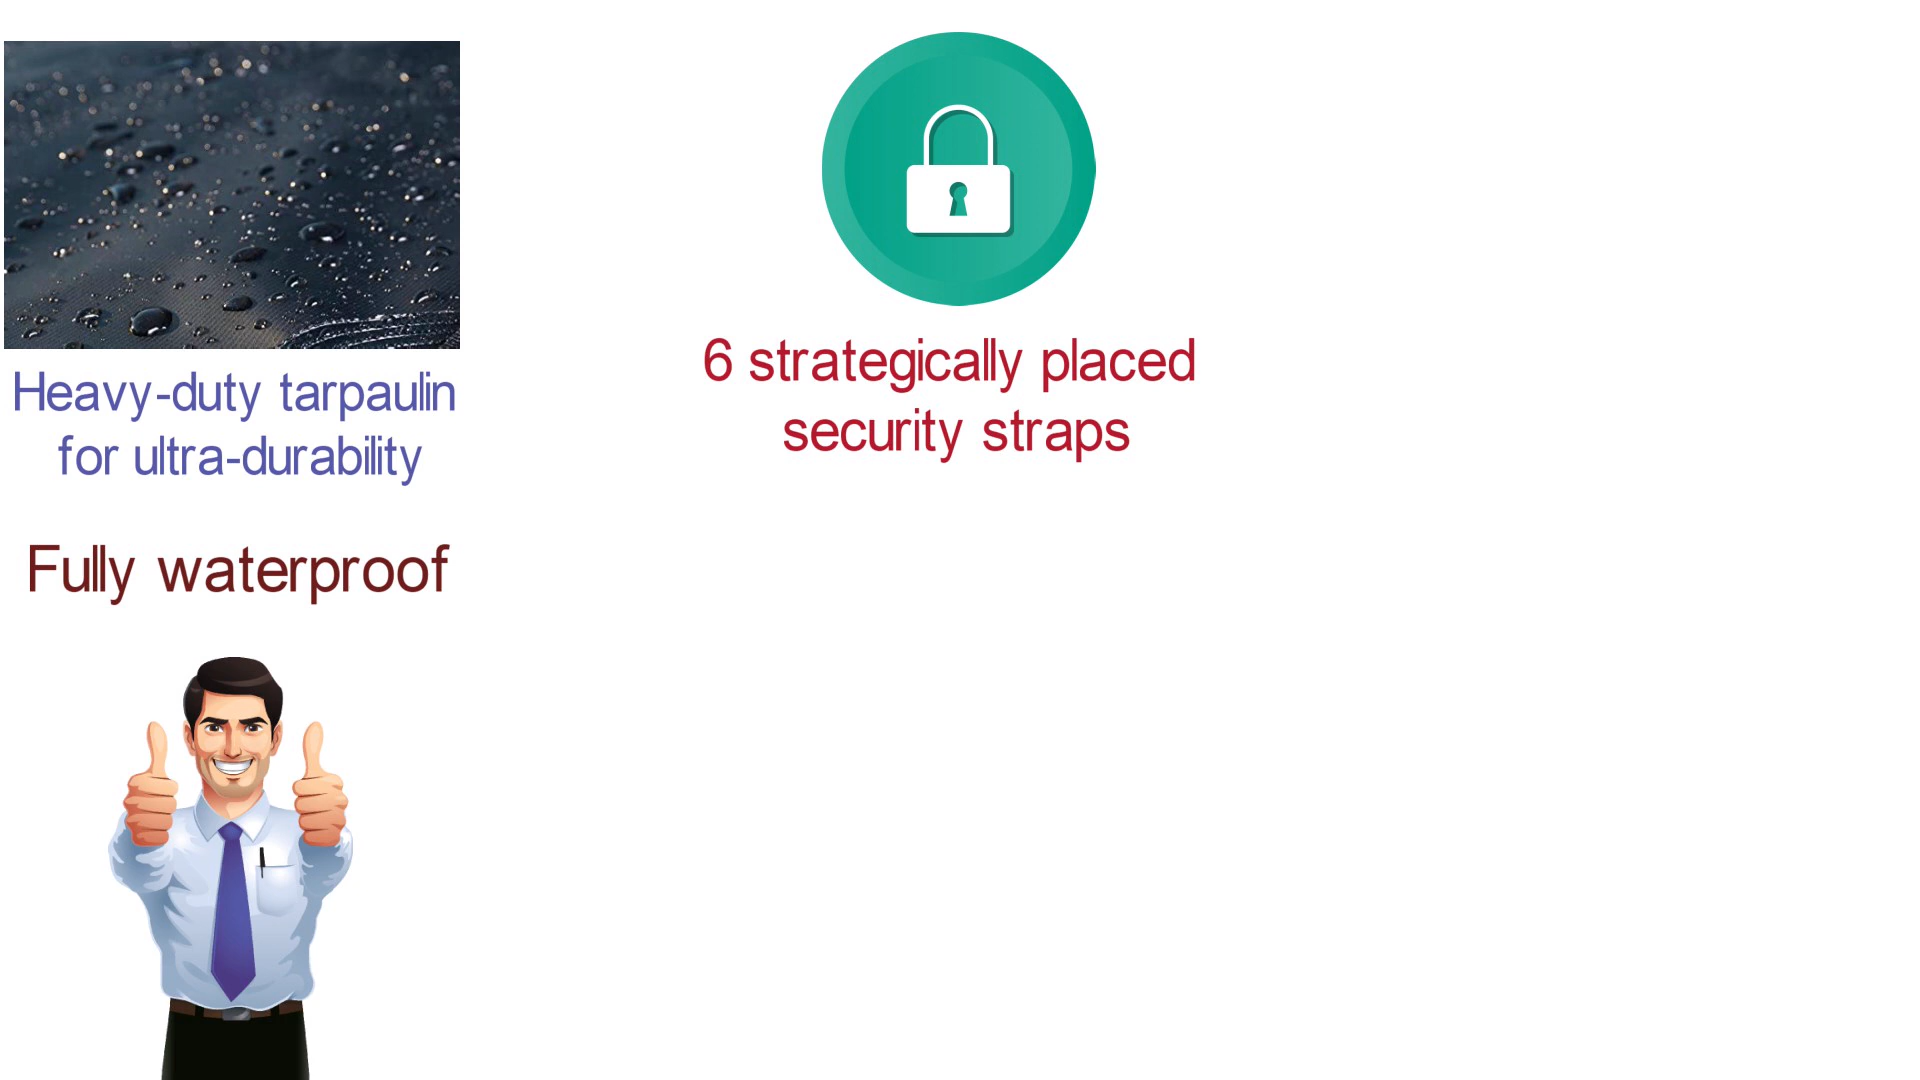 Heavy-duty tarpaulin
for ultra-durability
Fully waterproof
6 strategically placed
security straps